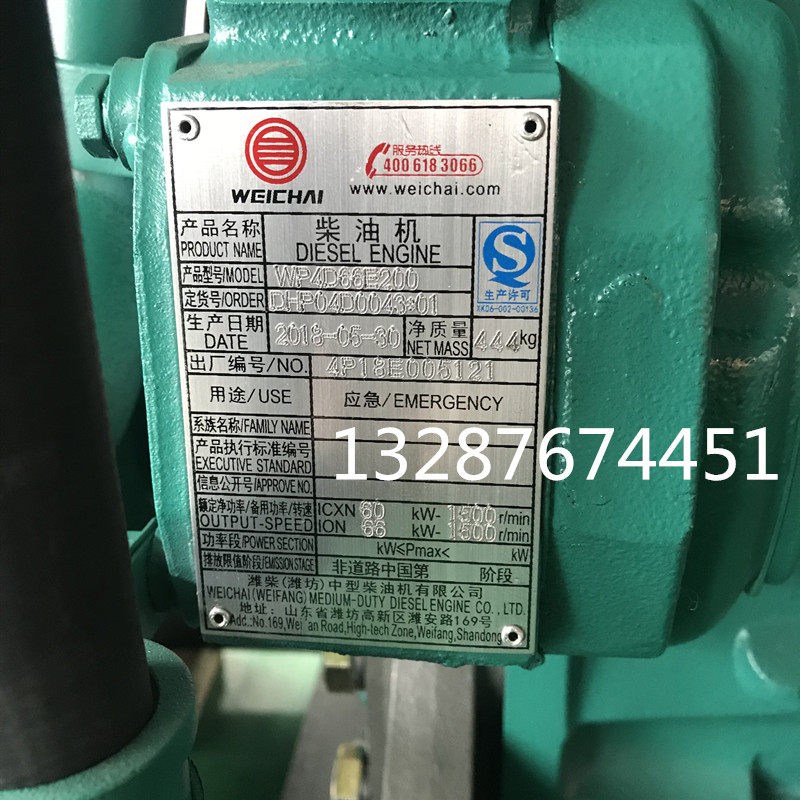 WEICHAI
服务热线
400 618 3066
www.weichai.com
产品名称
PRODUCT NAME
柴油机
DIESEL ENGINE
生产许可
XK06-002-00136
产品型号/MODEL WP4D66E200
定货号/ORDER DHP04D0043*01
生产日期
DATE
2018-05-30
净质量
NET MASS
444kg
出厂编号/NO. 4P18E005121
用途/USE 应急/EMERGENCY
系族名称/FAMILY NAME
产品执行标准编号
EXECUTIVE STANDARD
信息公开号/APPROVE NO.
13287674451
额定净功率/备用功率/转速
OUTPUT-SPEED
ICXN 60 kW- 1500 r/min
ION 66 kW- 1500 r/min
功率段/POWER SECTION kW≤Pmax< kW
排放限值阶段/EMISSION STAGE 非道路中国第 阶段
潍柴(潍坊)中型柴油机有限公司
WEICHAI(WEIFANG) MEDIUM-DUTY DIESEL ENGINE CO., LTD.
地址: 山东省潍坊高新区潍安路169号
Add.:No.169,Wei'an Road,High-tech Zone,Weifang,Shandong